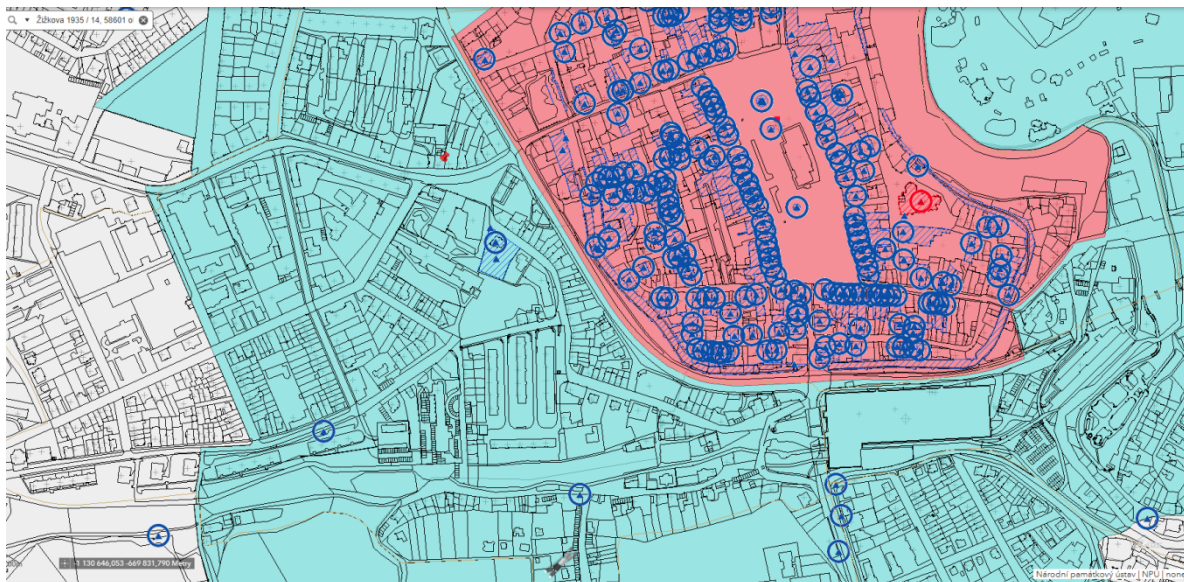 Žižkova 1935 / 14, 58601 o
-1 130 646,053 -669 831,790 Metry
Národní památkový ústav | NPU | none